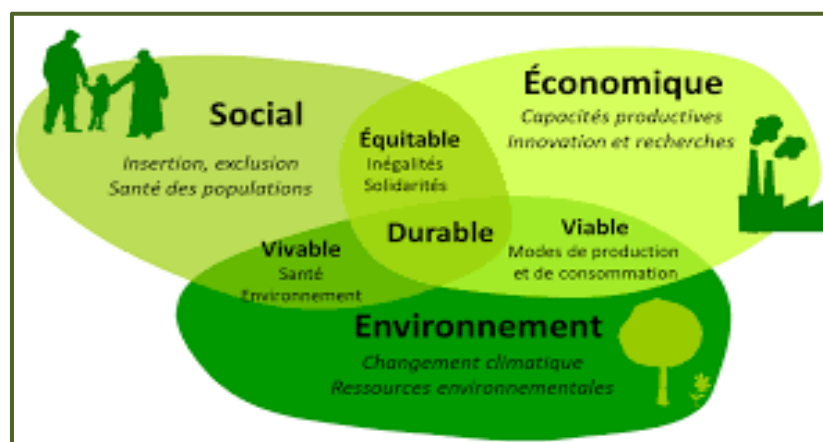 Social
Insertion, exclusion
Santé des populations
Économique
Capacités productives
Innovation et recherches
Équitable
Inégalités
Solidarités
Durable
Vivable
Santé
Environnement
Viable
Modes de production
et de consommation
Environnement
Changement climatique
Ressources environnementales